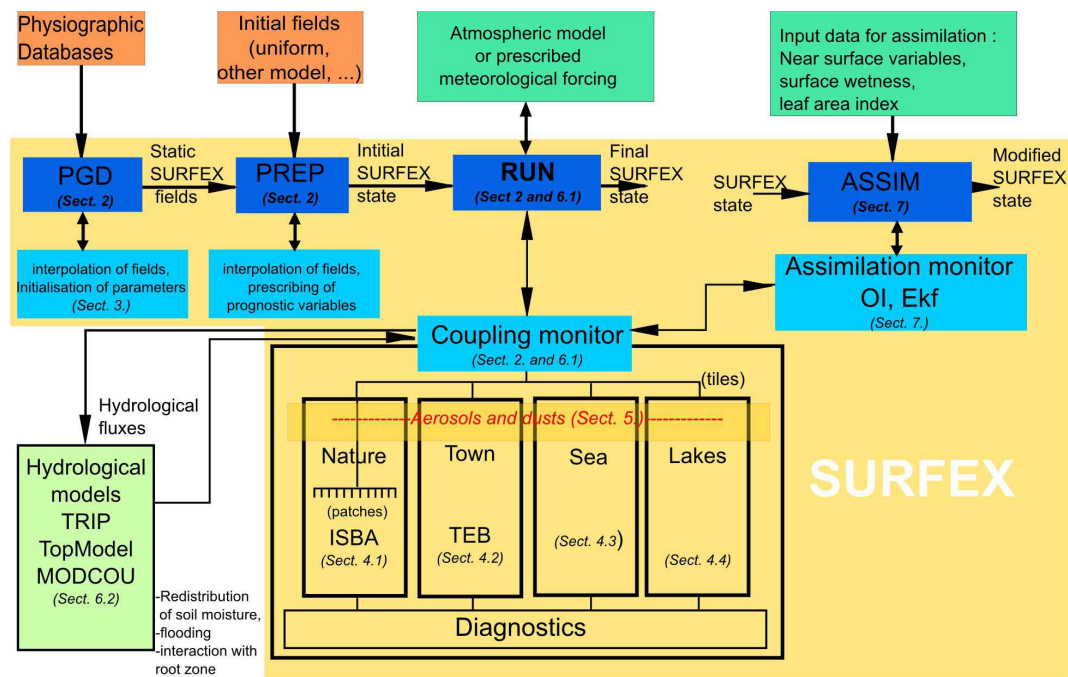 Physiographic
Databases
Initial fields
(uniform,
other model, ...)
Atmospheric model
or prescribed
meteorological forcing
Input data for assimilation :
Near surface variables,
surface wetness,
leaf area index
PGD
(Sect. 2)
Static
SURFEX
fields
PREP
(Sect. 2)
Intitial
SURFEX
state
RUN
(Sect 2 and 6.1)
Final
SURFEX
state
SURFEX
state
ASSIM
(Sect. 7)
Modified
SURFEX
state
interpolation of fields,
Initialisation of parameters
(Sect. 3.)
interpolation of fields,
prescribing of
prognostic variables
Assimilation monitor
OI, Ekf
(Sect. 7.)
Coupling monitor
(Sect. 2. and 6.1)
(tiles)
Hydrological
fluxes
-------------Aerosols and dusts (Sect. 5.)-------------
Nature
(patches)
ISBA
(Sect. 4.1)
Town
TEB
(Sect. 4.2)
Sea
(Sect. 4.3)
Lakes
(Sect. 4.4)
SURFEX
Hydrological
models
TRIP
TopModel
MODCOU
(Sect. 6.2)
-Redistribution
of soil moisture,
-flooding
-interaction with
root zone
Diagnostics